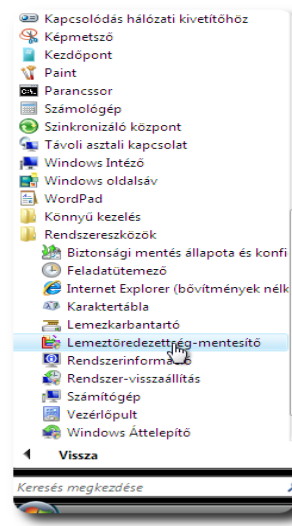 Kapcsolódás hálózati kivetítőhöz
Képmetsző
Kezdőpont
Paint
Parancssor
Számológép
Szinkronizáló központ
Távoli asztali kapcsolat
Windows Intéző
Windows oldalsáv
WordPad
Könnyű kezelés
Rendszereszközök
Biztonsági mentés állapota és konfi
Feladatütemező
Internet Explorer (bővítmények nélk
Karaktertábla
Lemezkarbantartó
Lemeztöredezettség-mentesítő
Rendszerinformáció
Rendszer-visszaállítás
Számítógép
Vezérlőpult
Windows Áttelepítő
Vissza
Keresés megkezdése